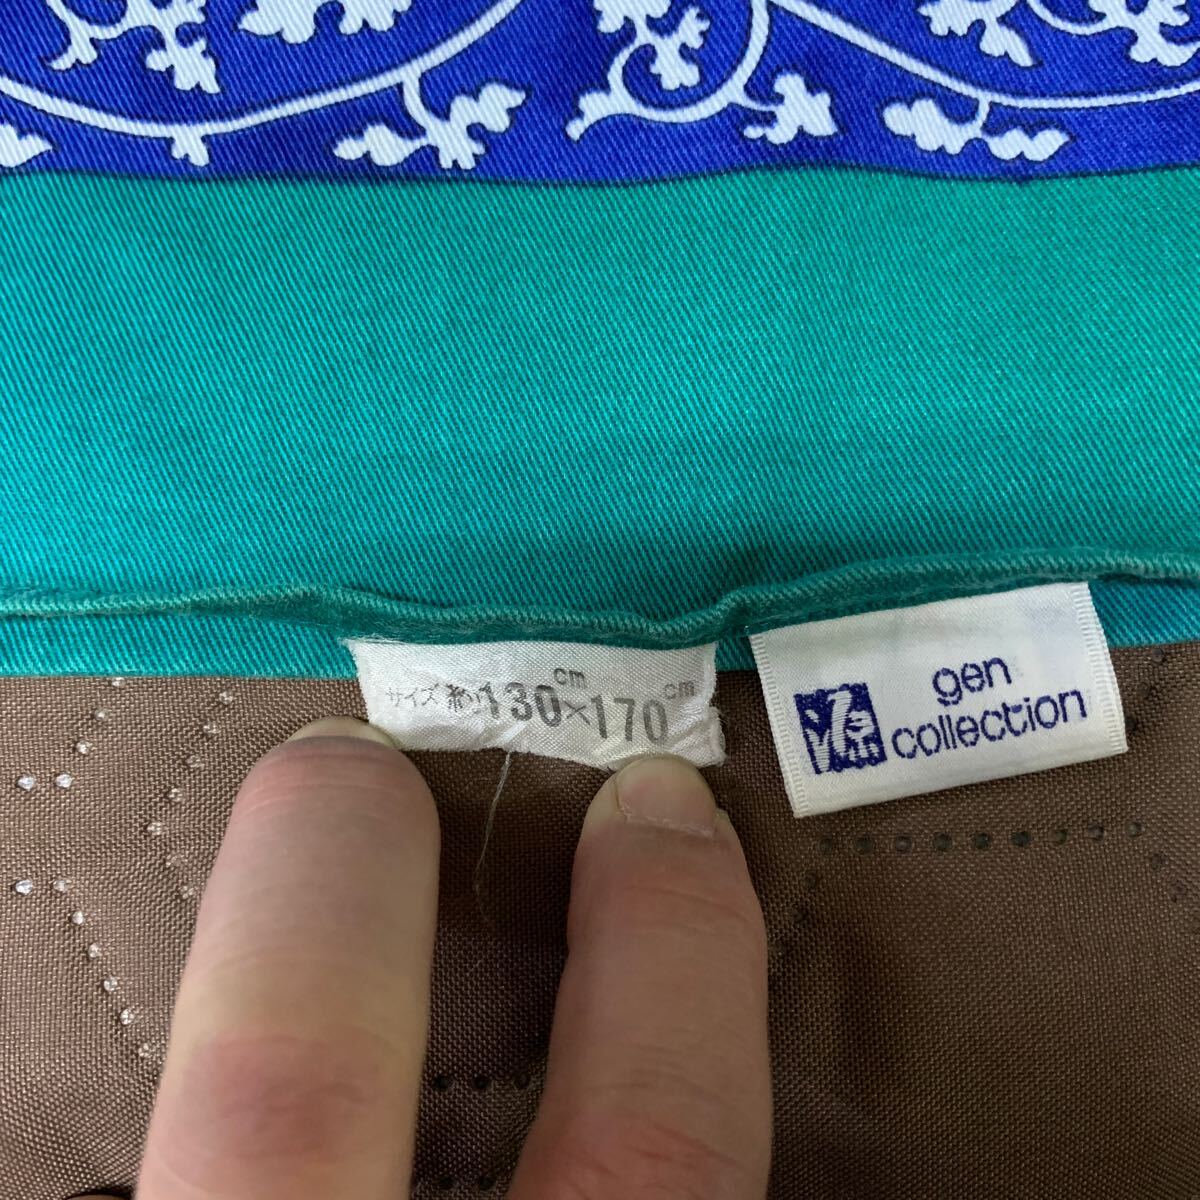 サイズ 約130cm×170cm
gen
collection